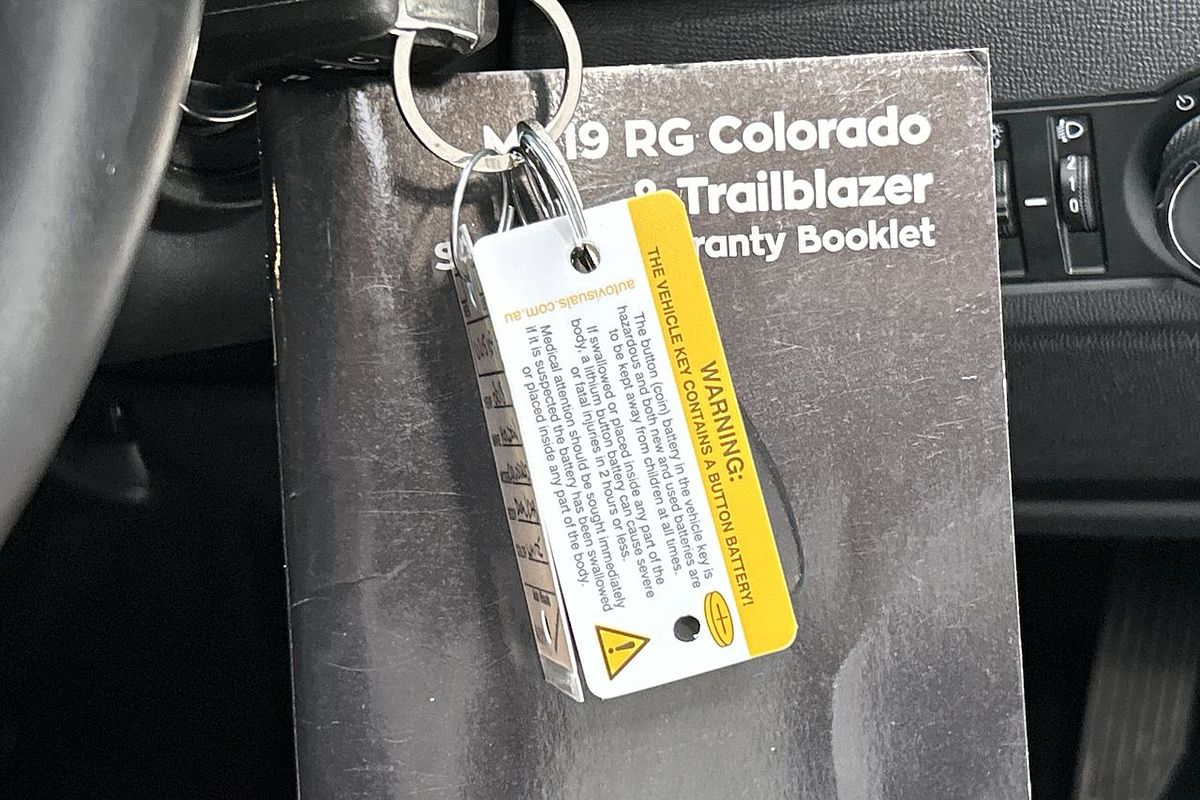 19 RG Colorado
& Trailblazer
ranty Booklet
WARNING:
THE VEHICLE KEY CONTAINS A BUTTON BATTERY!
The button (coin) battery in the vehicle key is
hazardous and both new and used batteries are
to be kept away from children at all times.
If swallowed or placed inside any part of the
body, a lithium button battery can cause severe
or fatal injuries in 2 hours or less.
Medical attention should be sought immediately
if it is suspected the battery has been swallowed
or placed inside any part of the body.
autovisuals.com.au
2
1
0